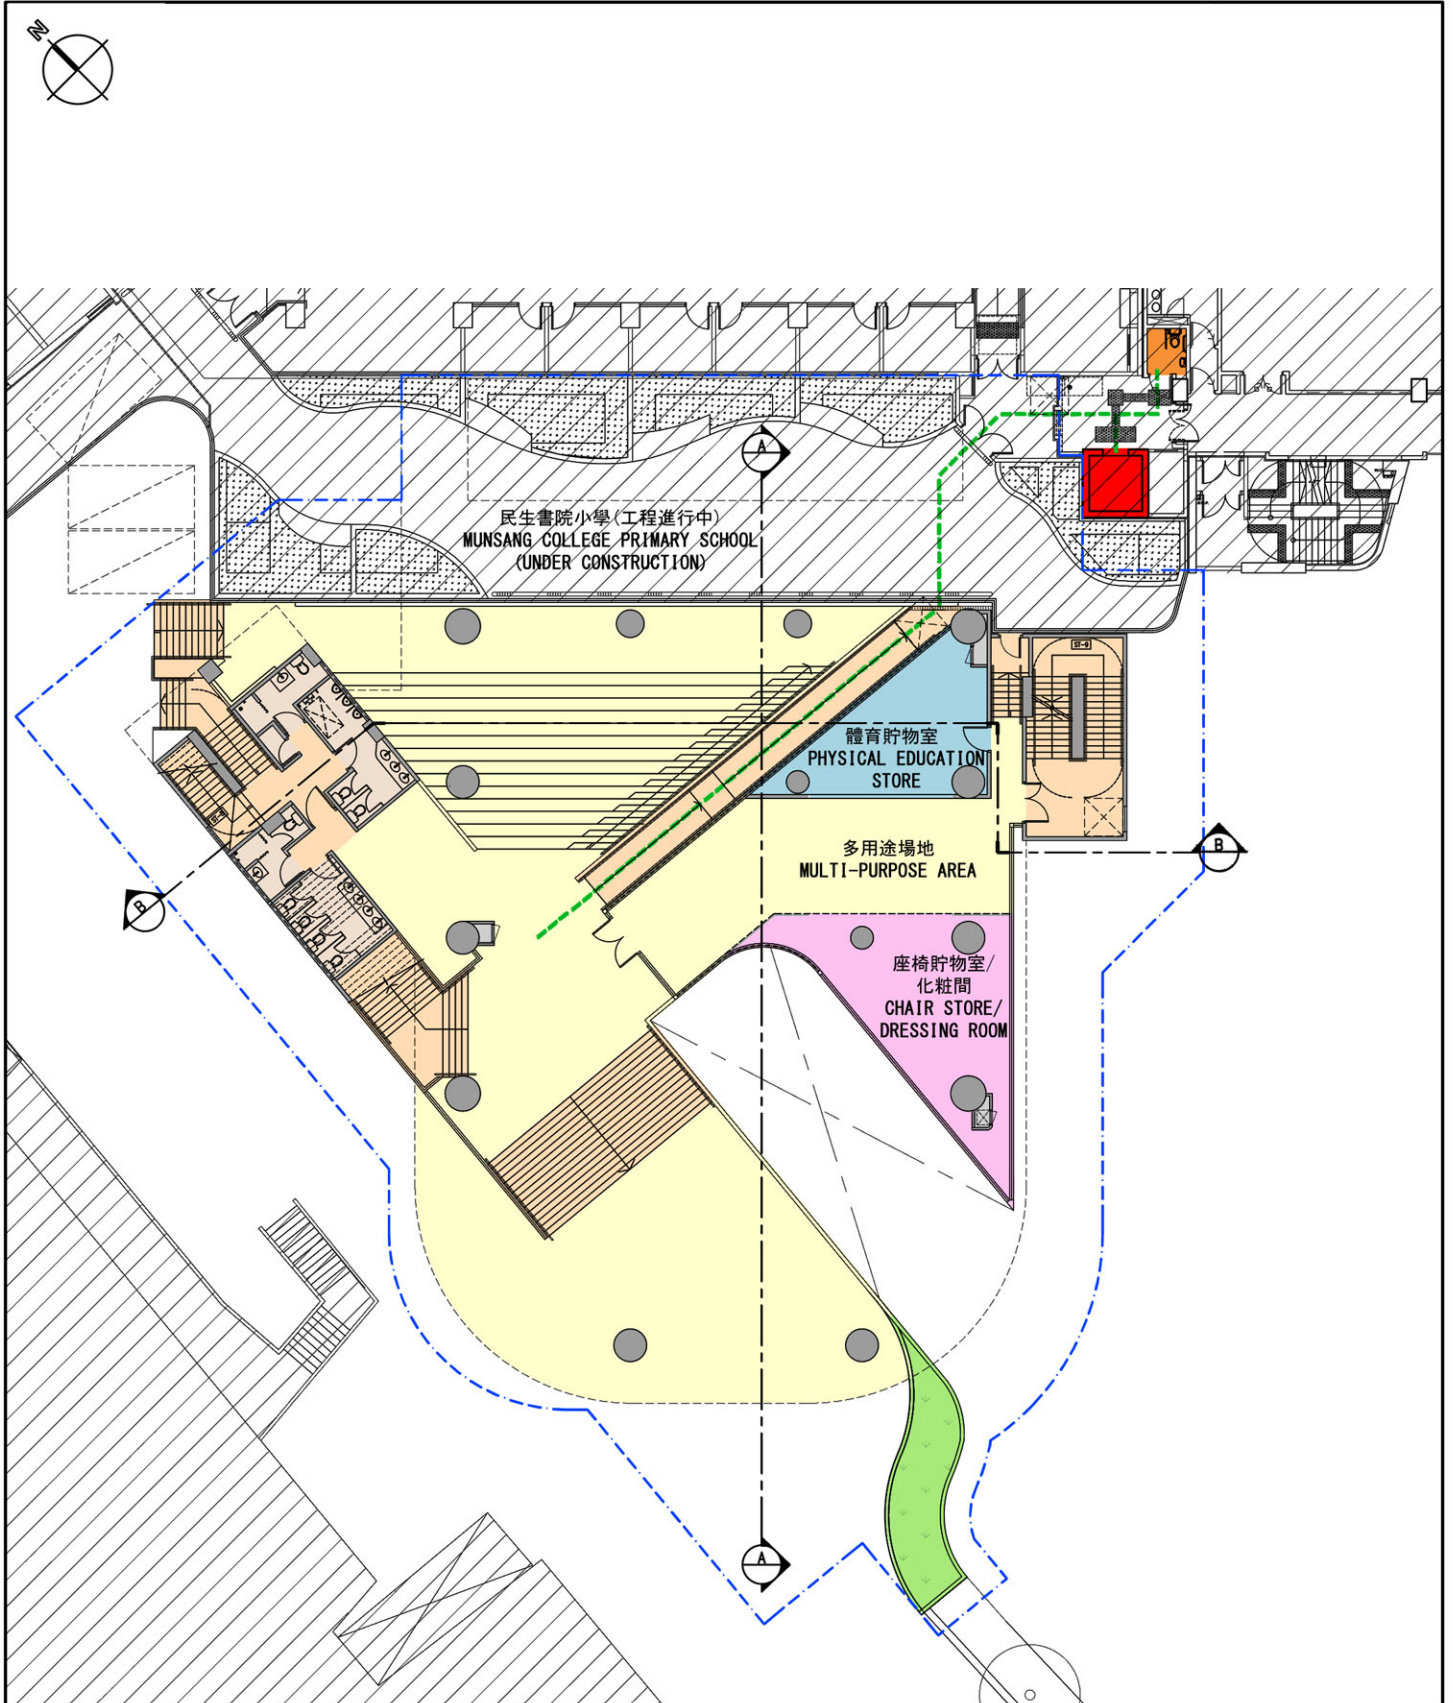 N
A
民生書院小學(工程進行中)
MUNSANG COLLEGE PRIMARY SCHOOL
(UNDER CONSTRUCTION)
體育貯物室
PHYSICAL EDUCATION
STORE
多用途場地
MULTI-PURPOSE AREA
B
B
座椅貯物室/
化粧間
CHAIR STORE/
DRESSING ROOM
A